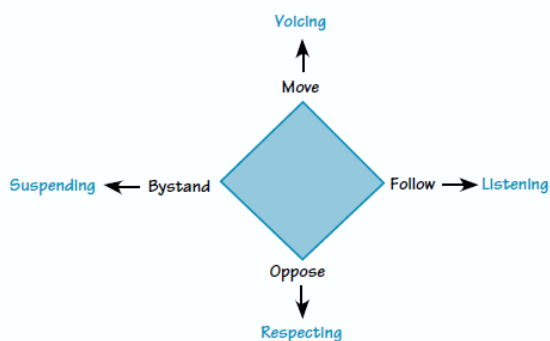 Voicing
Move
Suspending
Bystand
Follow
Listening
Oppose
Respecting